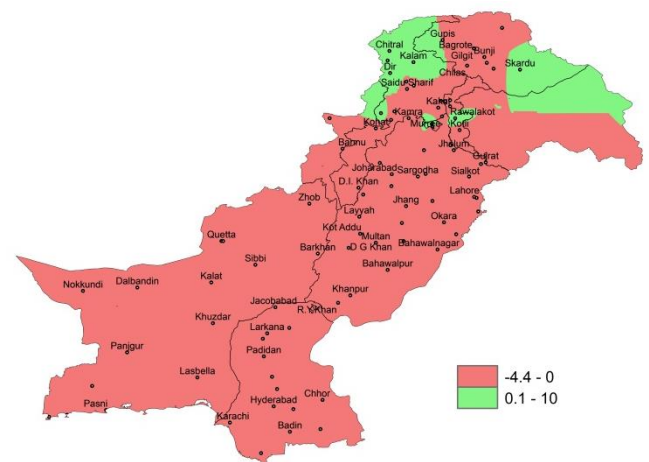 Gupis
Chitral
Bagrote
Kalam
Bunji
Gilgit
Dir
Skardu
Chilas
Saidu Sharif
Kakul
Kamra
Rawalakot
Kohat
Murree
Kotli
Bannu
Jhalum
Gujrat
Joharabad
Sargodha
Sialkot
D.I. Khan
Zhob
Lahore
Jhang
Layyah
Okara
Kot Addu
Quetta
Multan
Barkhan
D G Khan
Bahawalnagar
Sibbi
Bahawalpur
Nokkundi
Dalbandin
Kalat
Khanpur
Jacobabad
R.Y.Khan
Khuzdar
Larkana
Panjgur
Padidan
Lasbella
-4.4 - 0
Chhor
0.1 - 10
Pasni
Hyderabad
Karachi
Badin